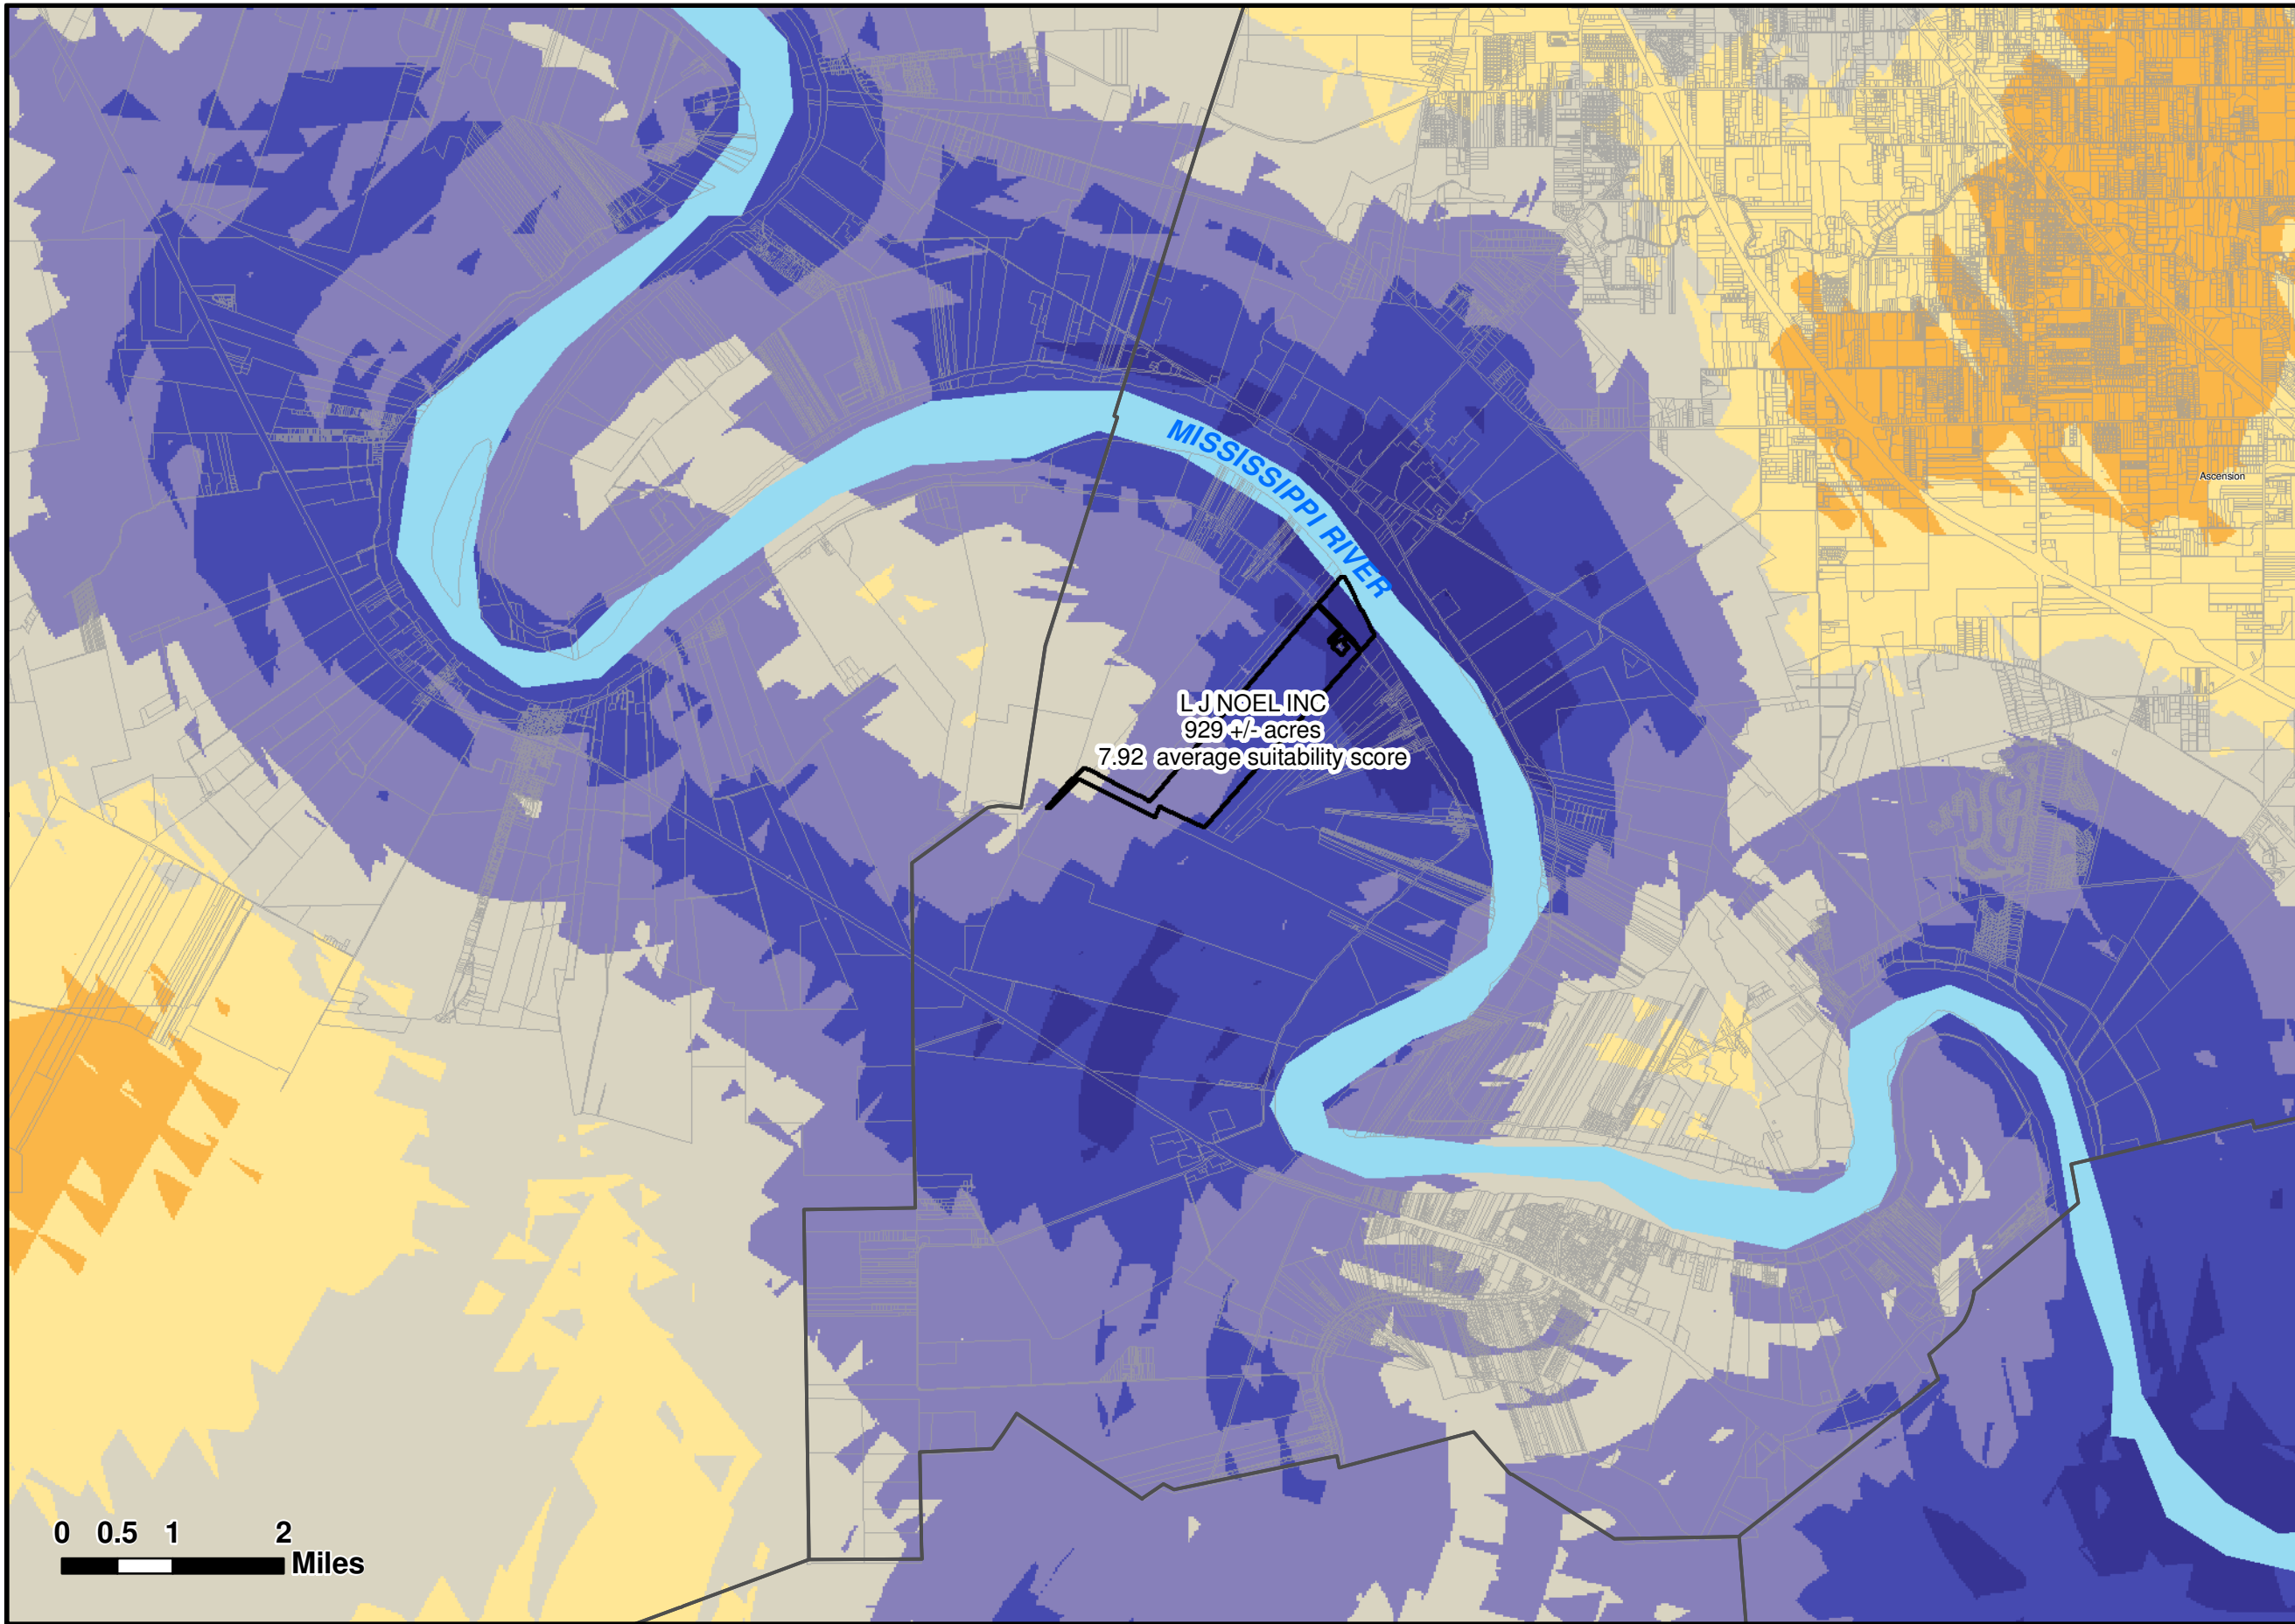 MISSISSIPPI RIVER
Ascension
L J NOEL INC
929 +/- acres
7.92 average suitability score
0 0.5 1 2
Miles